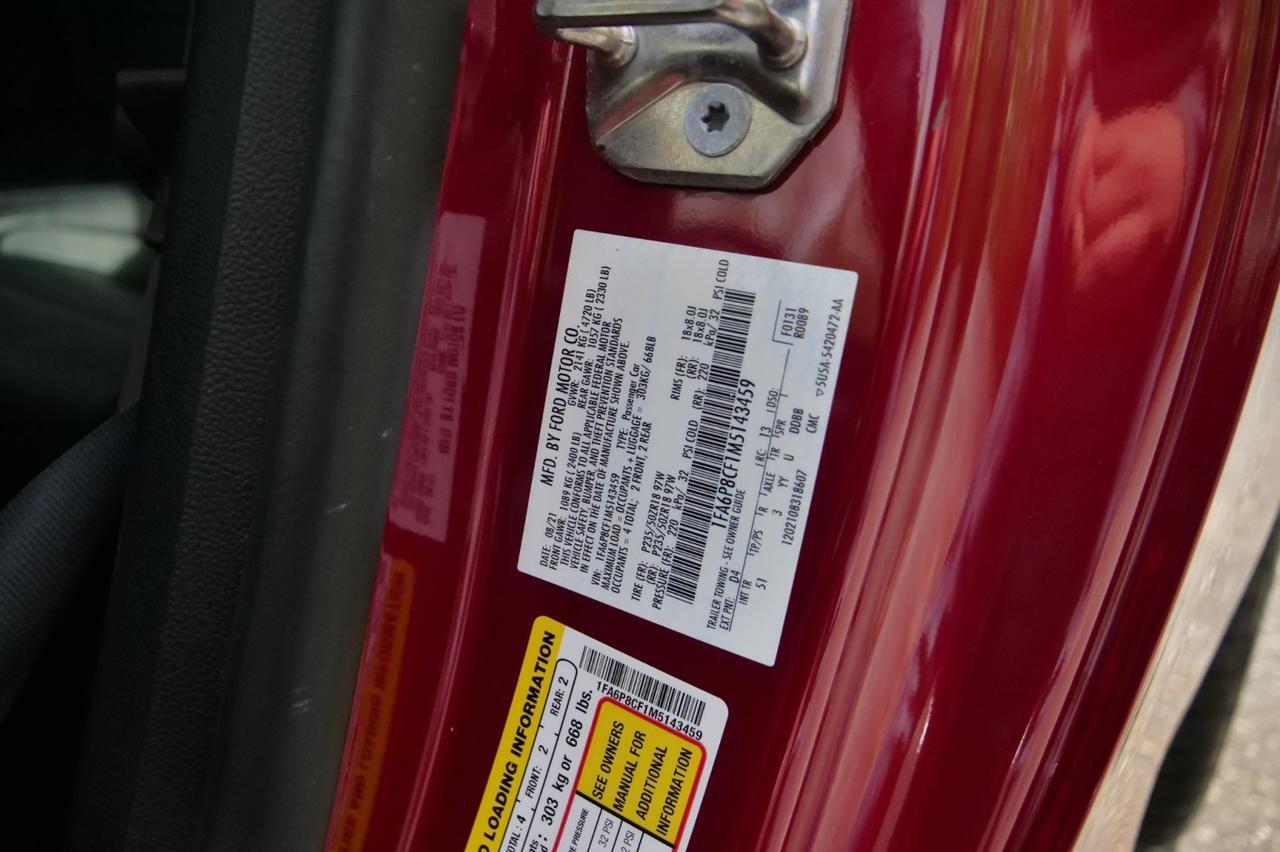 MFD. BY FORD MOTOR CO.
DATE: 08/21 GVWR: 2141 KG ( 4720 LB)
FRONT GAWR: 1089 KG (2400 LB) REAR GAWR: 1057 KG ( 2330 LB)
THIS VEHICLE CONFORMS TO ALL APPLICABLE FEDERAL MOTOR
VEHICLE SAFETY, BUMPER, AND THEFT PREVENTION STANDARDS
IN EFFECT ON THE DATE OF MANUFACTURE SHOWN ABOVE.
VIN: 1FA6P8CF1M5143459 TYPE: Passenger Car
MAXIMUM LOAD = OCCUPANTS + LUGGAGE = 303KG/ 668LB
OCCUPANTS = 4 TOTAL; 2 FRONT, 2 REAR
TIRE (FR): P235/50ZR18 97W RIMS (FR): 18x8.0J
(RR): P235/50ZR18 97W (RR): 18x8.0J
PRESSURE (FR): 220 kPa/ 32 PSI COLD (RR): 220 kPa/ 32 PSI COLD
1FA6P8CF1M5143459
TRAILER TOWING - SEE OWNER GUIDE
EXT PNT: D4 RC: 13 DSO: F0131
INT TR TP/PS R AXLE TR SPR R0089
51 3 YY U DDBB
1202108318607 CMC ▽5U5A-5420472-AA
LOADING INFORMATION
TOTAL: 4 FRONT: 2 REAR: 2
303 kg or 668 lbs.
1FA6P8CF1M5143459
SEE OWNERS
MANUAL FOR
ADDITIONAL
INFORMATION
PRESSURE
32 PSI
PSI